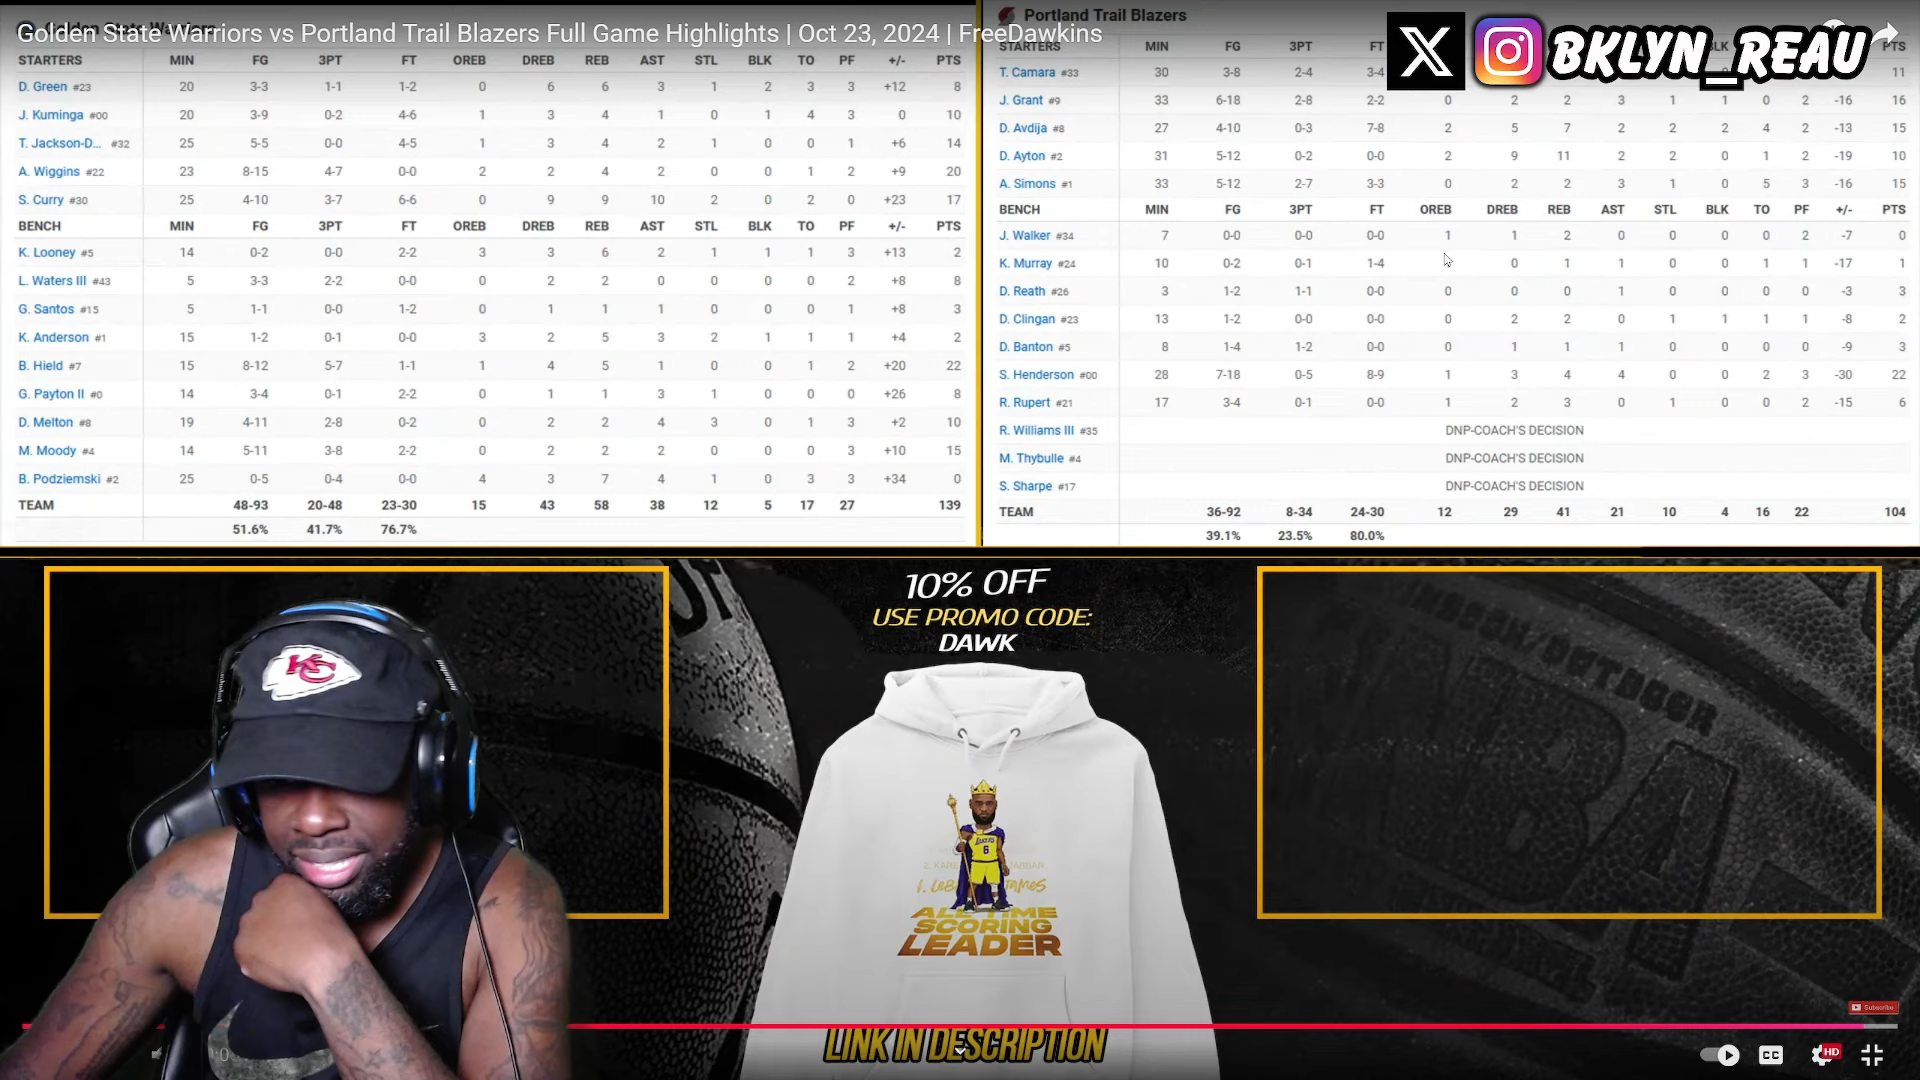 Golden State Warriors vs Portland Trail Blazers Full Game Highlights | Oct 23, 2024 | FreeDawkins
STARTERS MIN FG 3PT FT OREB DREB REB AST STL BLK TO PF +/- PTS
D. Green #23 20 3-3 1-1 1-2 0 6 6 3 1 2 3 3 +12 8
J. Kuminga #00 20 3-9 0-2 4-6 1 3 4 1 0 1 4 3 0 10
T. Jackson-D... #32 25 5-5 0-0 4-5 1 3 4 2 1 0 0 1 +6 14
A. Wiggins #22 23 8-15 4-7 0-0 2 2 4 2 0 0 1 2 +9 20
S. Curry #30 25 4-10 3-7 6-6 0 9 9 10 2 0 2 0 +23 17
BENCH MIN FG 3PT FT OREB DREB REB AST STL BLK TO PF +/- PTS
K. Looney #5 14 0-2 0-0 2-2 3 3 6 2 1 1 1 3 +13 2
L. Waters III #43 5 3-3 2-2 0-0 0 2 2 0 0 0 0 2 +8 8
G. Santos #15 5 1-1 0-0 1-2 0 1 1 1 0 0 0 1 +8 3
K. Anderson #1 15 1-2 0-1 0-0 3 2 5 3 2 1 1 1 +4 2
B. Hield #7 15 8-12 5-7 1-1 1 4 5 1 0 0 1 2 +20 22
G. Payton II #0 14 3-4 0-1 2-2 0 1 1 3 1 0 0 0 +26 8
D. Melton #8 19 4-11 2-8 0-2 0 2 2 4 3 0 1 3 +2 10
M. Moody #4 14 5-11 3-8 2-2 0 2 2 2 0 0 0 3 +10 15
B. Podziemski #2 25 0-5 0-4 0-0 4 3 7 4 1 0 3 3 +34 0
TEAM 48-93 20-48 23-30 15 43 58 38 12 5 17 27 139
51.6% 41.7% 76.7%
Portland Trail Blazers
STARTERS MIN FG 3PT FT PTS
T. Camara #33 30 3-8 2-4 3-4 11
J. Grant #9 33 6-18 2-8 2-2 0 2 2 3 1 1 0 2 -16 16
D. Avdija #8 27 4-10 0-3 7-8 2 5 7 2 2 2 4 2 -13 15
D. Ayton #2 31 5-12 0-2 0-0 2 9 11 2 2 0 1 2 -19 10
A. Simons #1 33 5-12 2-7 3-3 0 2 2 3 1 0 5 3 -16 15
BENCH MIN FG 3PT FT OREB DREB REB AST STL BLK TO PF +/- PTS
J. Walker #34 7 0-0 0-0 0-0 1 1 2 0 0 0 0 2 -7 0
K. Murray #24 10 0-2 0-1 1-4 0 1 1 0 0 1 1 -17 1
D. Reath #26 3 1-2 1-1 0-0 0 0 0 1 0 0 0 0 -3 3
D. Clingan #23 13 1-2 0-0 0-0 0 2 2 0 1 1 1 1 -8 2
D. Banton #5 8 1-4 1-2 0-0 0 1 1 1 0 0 0 0 -9 3
S. Henderson #00 28 7-18 0-5 8-9 1 3 4 4 0 0 2 3 -30 22
R. Rupert #21 17 3-4 0-1 0-0 1 2 3 0 1 0 0 2 -15 6
R. Williams III #35 DNP-COACH'S DECISION
M. Thybulle #4 DNP-COACH'S DECISION
S. Sharpe #17 DNP-COACH'S DECISION
TEAM 36-92 8-34 24-30 12 29 41 21 10 4 16 22 104
39.1% 23.5% 80.0%
BKLYN_REAU
KC
10% OFF
USE PROMO CODE:
DAWK
LAKERS
6
ALL TIME
SCORING
LEADER
LINK IN DESCRIPTION
Subscribe
CC
HD